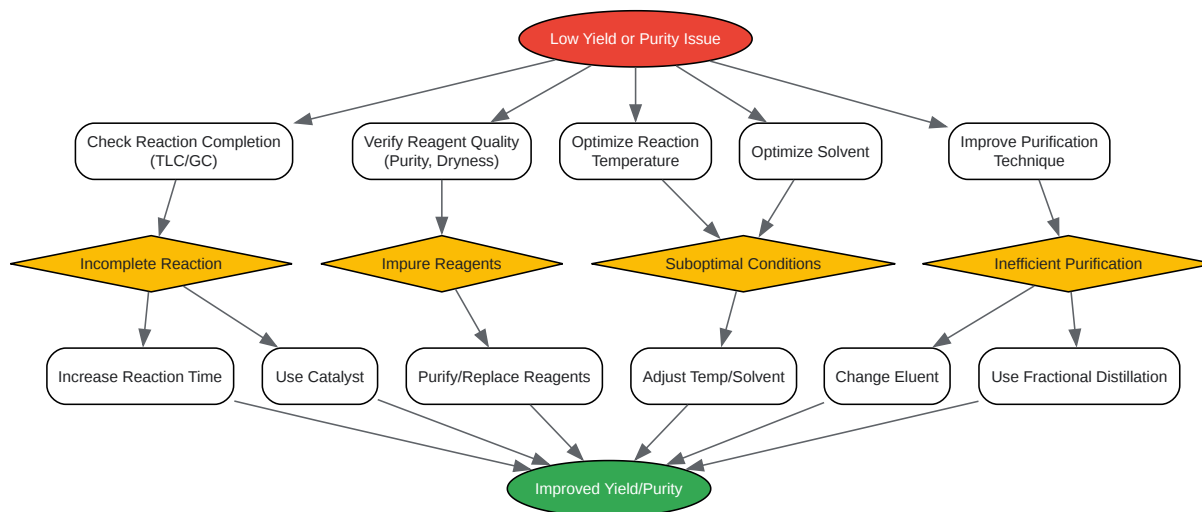 Low Yield or Purity Issue
Check Reaction Completion
(TLC/GC)
Verify Reagent Quality
(Purity, Dryness)
Optimize Reaction
Temperature
Optimize Solvent
Improve Purification
Technique
Incomplete Reaction
Impure Reagents
Suboptimal Conditions
Inefficient Purification
Increase Reaction Time
Use Catalyst
Purify/Replace Reagents
Adjust Temp/Solvent
Change Eluent
Use Fractional Distillation
Improved Yield/Purity